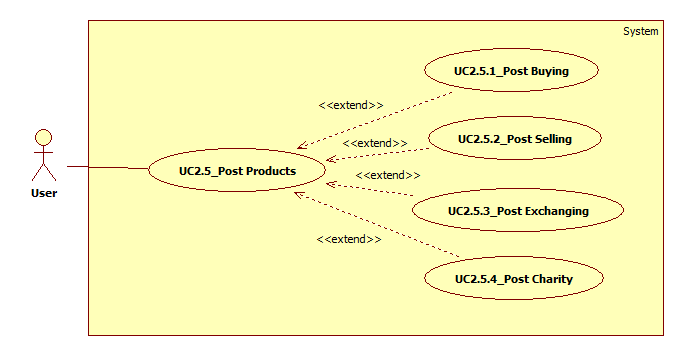 System
UC2.5.1_Post Buying
<<extend>>
UC2.5.2_Post Selling
<<extend>>
UC2.5_Post Products
<<extend>>
User
UC2.5.3_Post Exchanging
<<extend>>
UC2.5.4_Post Charity